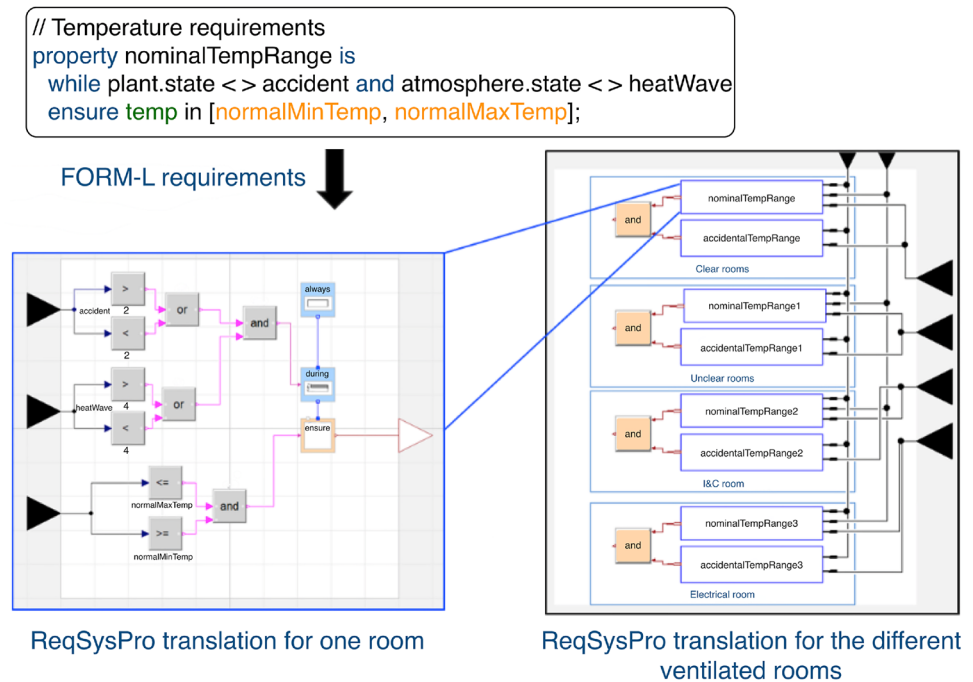 // Temperature requirements
property nominalTempRange is
while plant.state < > accident and atmosphere.state < > heatWave
ensure temp in [normalMinTemp, normalMaxTemp];
FORM-L requirements
>
accident
2
<
2
or
and
>
4
heatWave
<
4
or
always
during
ensure
<=
normalMaxTemp
>=
normalMinTemp
and
ReqSysPro translation for one room
nominalTempRange
and
accidentalTempRange
Clear rooms
nominalTempRange1
and
accidentalTempRange1
Unclear rooms
nominalTempRange2
and
accidentalTempRange2
I&C room
nominalTempRange3
and
accidentalTempRange3
Electrical room
ReqSysPro translation for the different
ventilated rooms